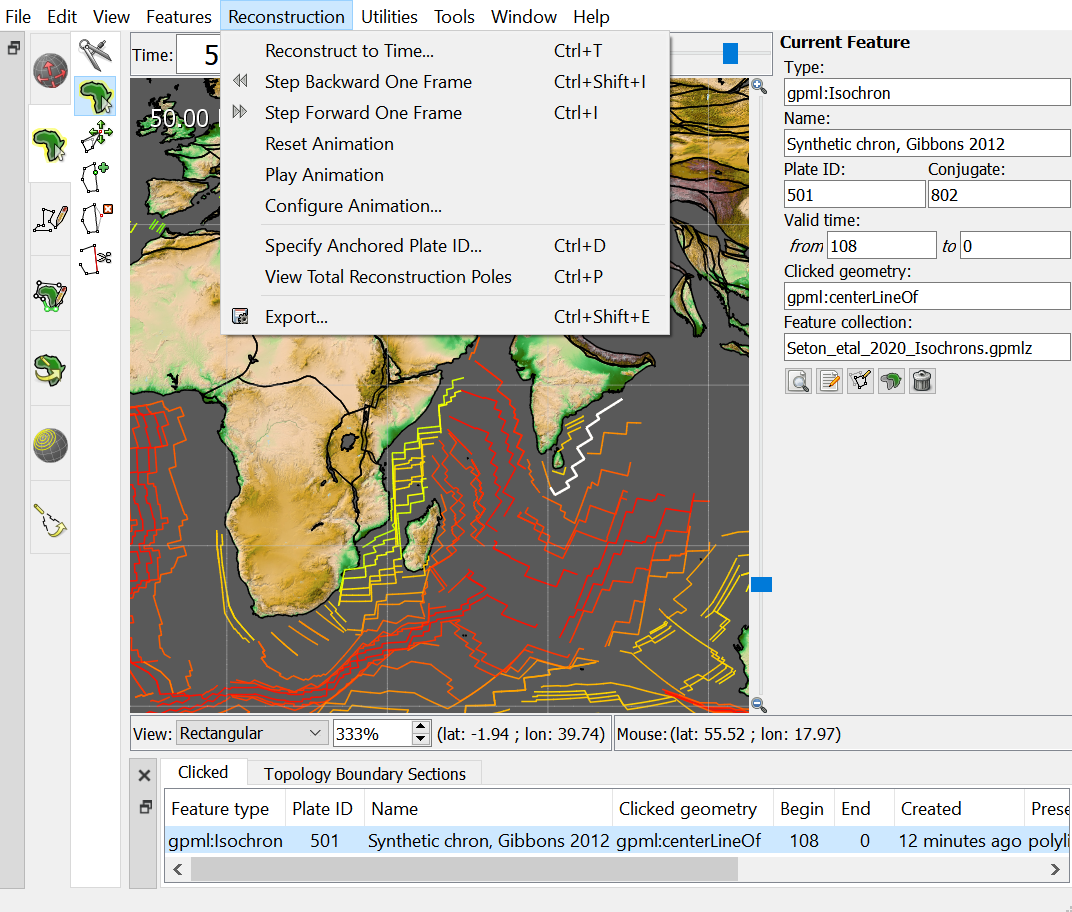 File Edit View Features Reconstruction Utilities Tools Window Help
Time: 5
50.00
Reconstruct to Time... Ctrl+T
Step Backward One Frame Ctrl+Shift+I
Step Forward One Frame Ctrl+I
Reset Animation
Play Animation
Configure Animation...
Specify Anchored Plate ID... Ctrl+D
View Total Reconstruction Poles Ctrl+P
Export... Ctrl+Shift+E
Current Feature
Type:
gpml:Isochron
Name:
Synthetic chron, Gibbons 2012
Plate ID: Conjugate:
501 802
Valid time:
from 108 to 0
Clicked geometry:
gpml:centerLineOf
Feature collection:
Seton_etal_2020_Isochrons.gpmlz
View: Rectangular 333% (lat: -1.94 ; lon: 39.74) Mouse: (lat: 55.52 ; lon: 17.97)
Clicked Topology Boundary Sections
Feature type Plate ID Name Clicked geometry Begin End Created Prese
gpml:Isochron 501 Synthetic chron, Gibbons 2012 gpml:centerLineOf 108 0 12 minutes ago polyli